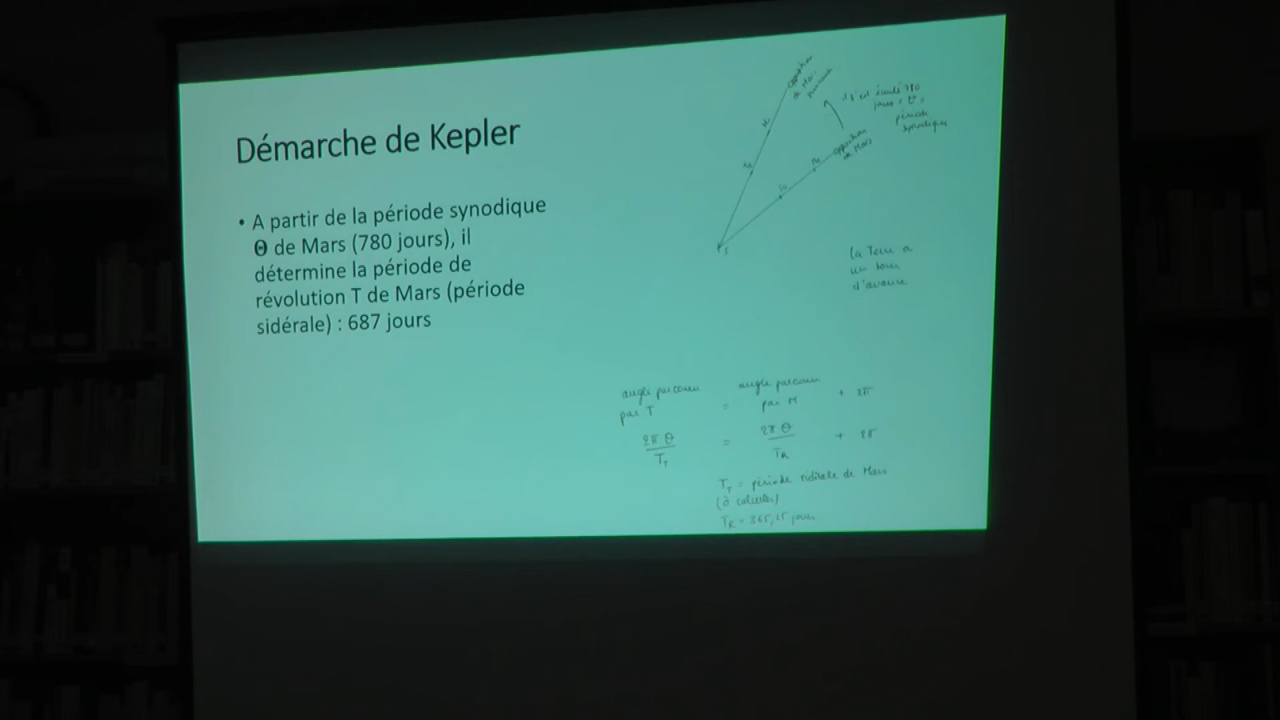 Démarche de Kepler
• A partir de la période synodique
Θ de Mars (780 jours), il
détermine la période de
révolution T de Mars (période
sidérale) : 687 jours
opposition
de Mars
suivante
il s'est écoulé 780
jours = Θ =
période
synodique
opposition
de Mars
M
M
T
S
La Terre a
un tour
d'avance
angle parcouru
par T
=
angle parcouru
par M
+ 2π
2π Θ
T_T
=
2π Θ
T_R
+ 2π
T_T = période sidérale de Mars
(à calculer)
T_R = 365,25 jours